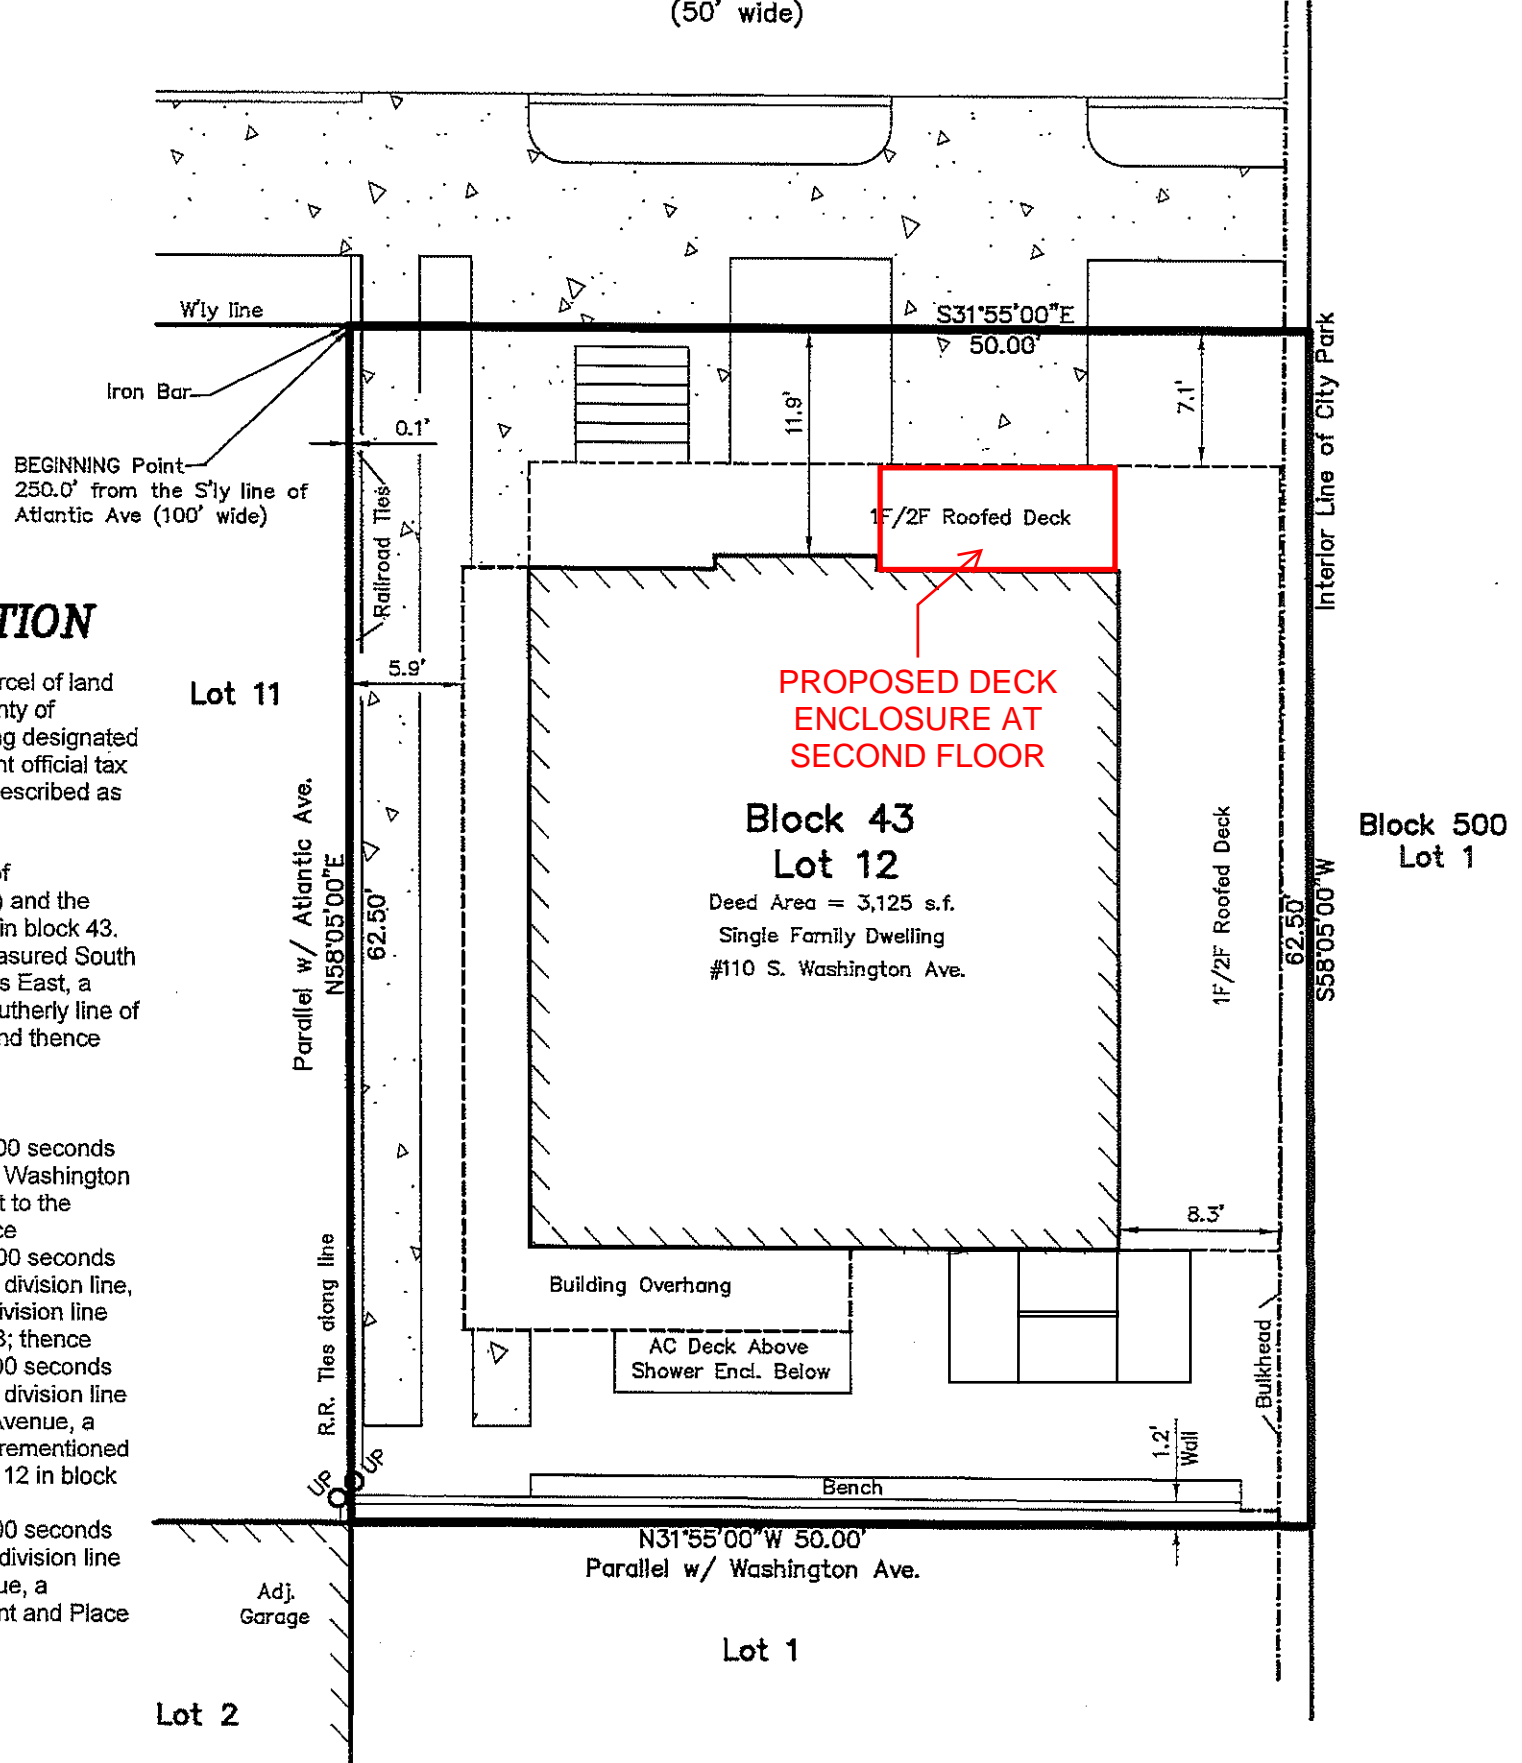 (50' wide)
W'ly line
S31°55'00"E
50.00'
Iron Bar
0.1'
11.9'
7.1'
BEGINNING Point
250.0' from the S'ly line of
Atlantic Ave (100' wide)
Railroad Ties
1F/2F Roofed Deck
Interior Line of City Park
TION
rcel of land
nty of
ng designated
nt official tax
escribed as
Lot 11
5.9'
PROPOSED DECK
ENCLOSURE AT
SECOND FLOOR
Block 43
Lot 12
Deed Area = 3,125 s.f.
Single Family Dwelling
#110 S. Washington Ave.
Parallel w/ Atlantic Ave.
N58°05'00"E
62.50'
1F/2F Roofed Deck
62.50'
S58°05'00"W
Block 500
Lot 1
of
) and the
in block 43.
asured South
s East, a
utherly line of
nd thence
00 seconds
Washington
t to the
ce
00 seconds
division line,
ivision line
3; thence
00 seconds
division line
Avenue, a
rementioned
12 in block
00 seconds
division line
ue, a
nt and Place
8.3'
Building Overhang
AC Deck Above
Shower Encl. Below
R.R. Ties along line
Bulkhead
UP
UP
1.2'
Wall
Bench
N31°55'00"W 50.00'
Parallel w/ Washington Ave.
Adj.
Garage
Lot 1
Lot 2